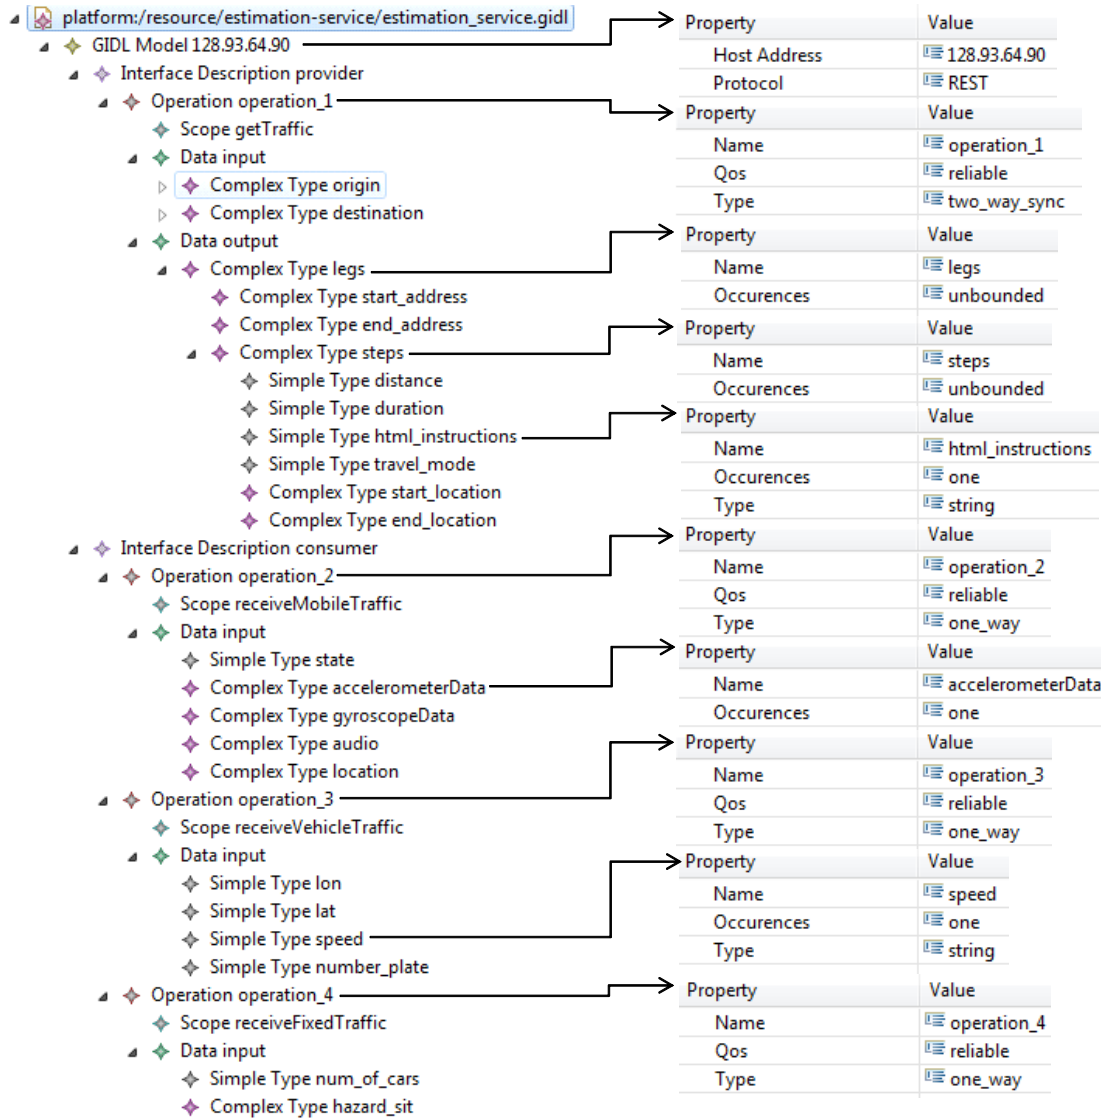 platform:/resource/estimation-service/estimation_service.gidl
GIDL Model 128.93.64.90
Interface Description provider
Operation operation_1
Scope getTraffic
Data input
Complex Type origin
Complex Type destination
Data output
Complex Type legs
Complex Type start_address
Complex Type end_address
Complex Type steps
Simple Type distance
Simple Type duration
Simple Type html_instructions
Simple Type travel_mode
Complex Type start_location
Complex Type end_location
Interface Description consumer
Operation operation_2
Scope receiveMobileTraffic
Data input
Simple Type state
Complex Type accelerometerData
Complex Type gyroscopeData
Complex Type audio
Complex Type location
Operation operation_3
Scope receiveVehicleTraffic
Data input
Simple Type lon
Simple Type lat
Simple Type speed
Simple Type number_plate
Operation operation_4
Scope receiveFixedTraffic
Data input
Simple Type num_of_cars
Complex Type hazard_sit
Property Value
Host Address 128.93.64.90
Protocol REST
Property Value
Name operation_1
Qos reliable
Type two_way_sync
Property Value
Name legs
Occurences unbounded
Property Value
Name steps
Occurences unbounded
Property Value
Name html_instructions
Occurences one
Type string
Property Value
Name operation_2
Qos reliable
Type one_way
Property Value
Name accelerometerData
Occurences one
Property Value
Name operation_3
Qos reliable
Type one_way
Property Value
Name speed
Occurences one
Type string
Property Value
Name operation_4
Qos reliable
Type one_way